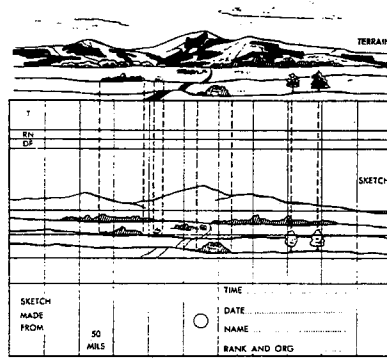 TERRAIN
T
RN
DF
SKETCH
SKETCH
MADE
FROM
50
MILS
TIME
DATE
NAME
RANK AND ORG